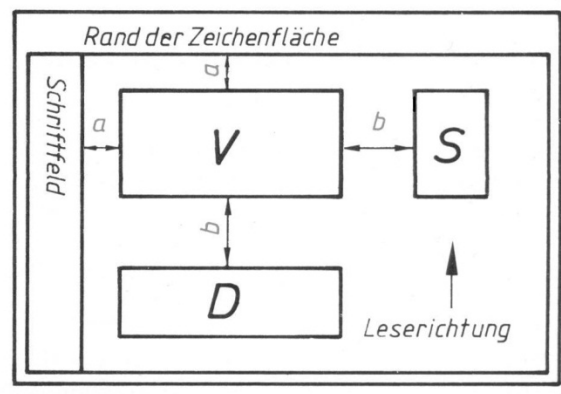 Rand der Zeichenfläche
Schriftfeld
a
a
V
b
S
b
D
Leserichtung